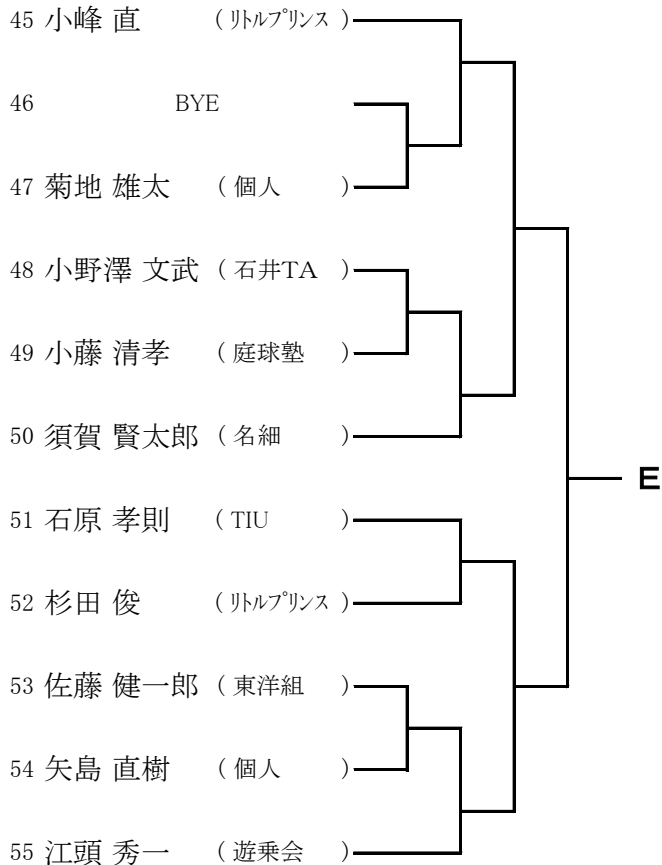 45 小峰 直 （ﾘﾄﾙﾌﾟﾘﾝｽ）
46 BYE
47 菊地 雄太 （個人）
48 小野澤 文武 （石井TA）
49 小藤 清孝 （庭球塾）
50 須賀 賢太郎 （名細）
E
51 石原 孝則 （TIU）
52 杉田 俊 （ﾘﾄﾙﾌﾟﾘﾝｽ）
53 佐藤 健一郎 （東洋組）
54 矢島 直樹 （個人）
55 江頭 秀一 （遊乗会）